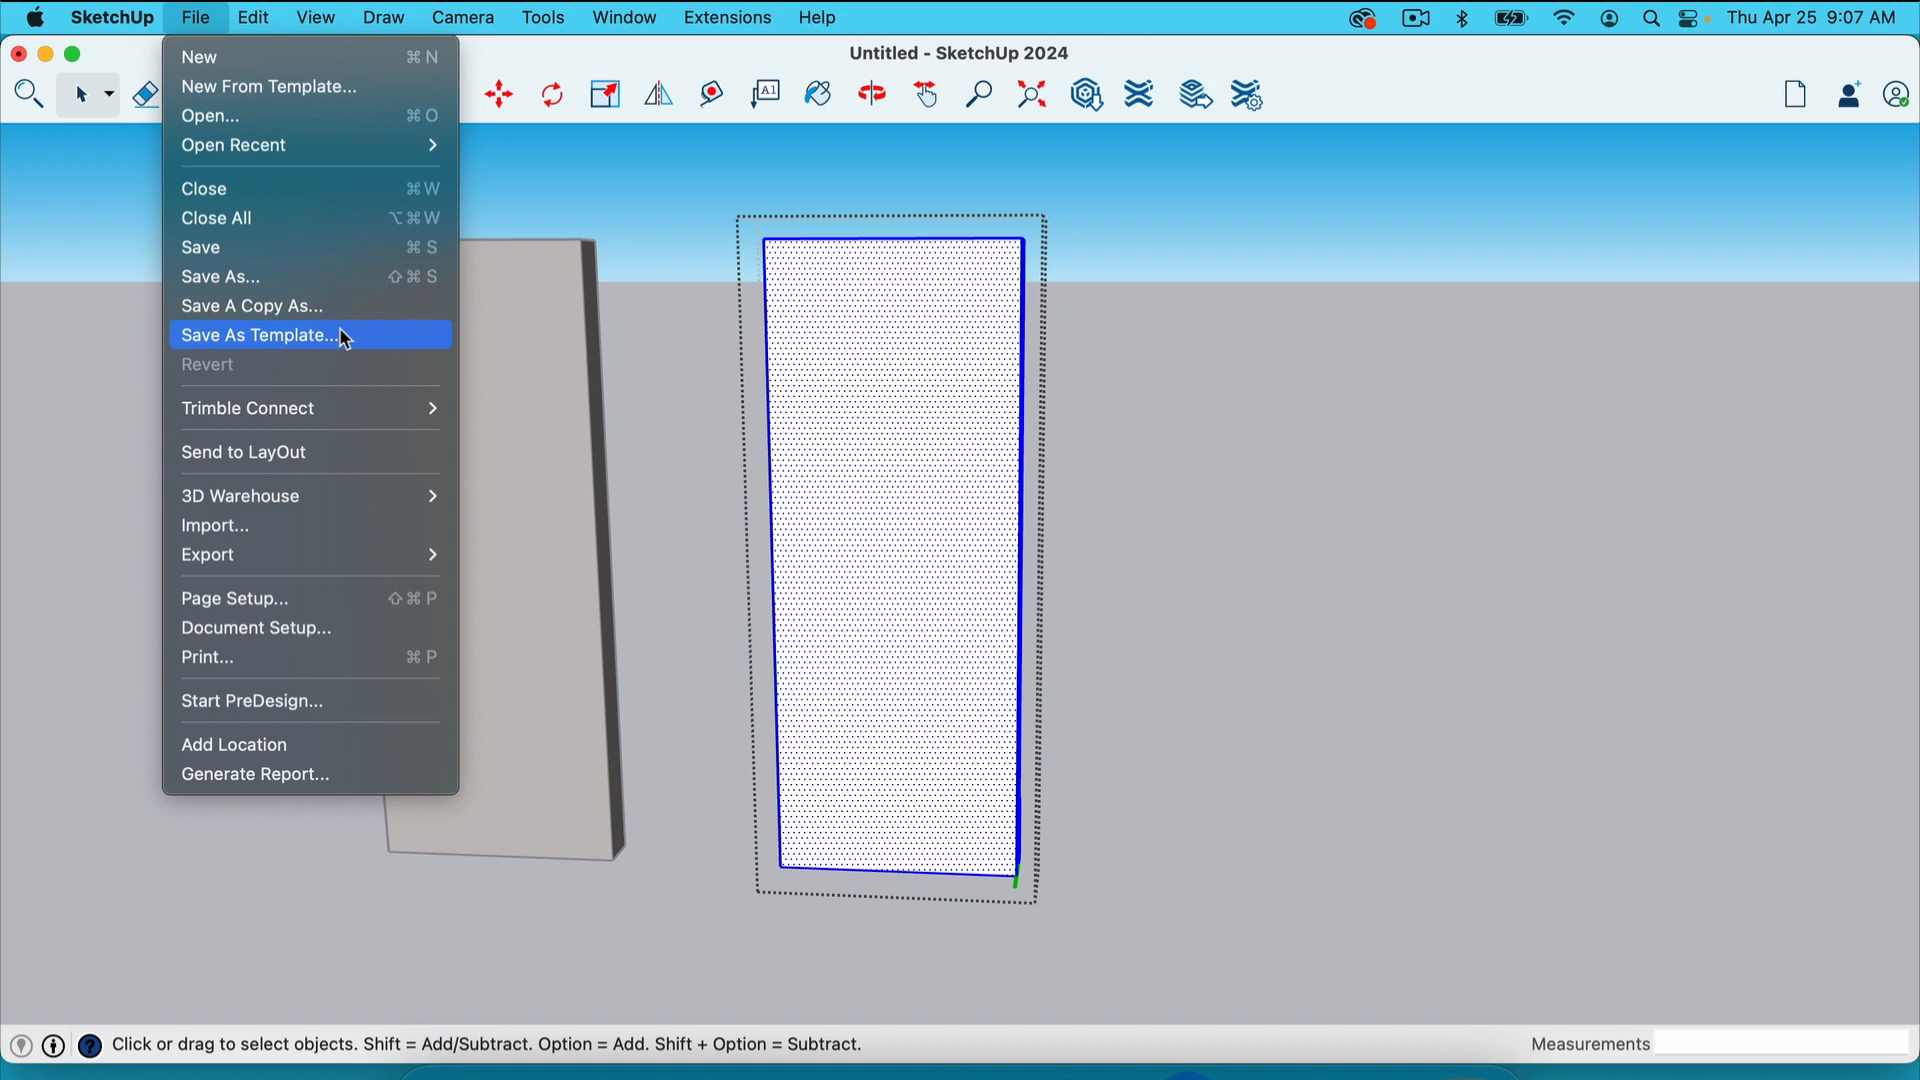 SketchUp File Edit View Draw Camera Tools Window Extensions Help Thu Apr 25 9:07 AM
Untitled - SketchUp 2024
New ⌘ N
New From Template...
Open... ⌘ O
Open Recent
Close ⌘ W
Close All ⌥ ⌘ W
Save ⌘ S
Save As... ⇧ ⌘ S
Save A Copy As...
Save As Template...
Revert
Trimble Connect
Send to LayOut
3D Warehouse
Import...
Export
Page Setup... ⇧ ⌘ P
Document Setup...
Print... ⌘ P
Start PreDesign...
Add Location
Generate Report...
A1
Click or drag to select objects. Shift = Add/Subtract. Option = Add. Shift + Option = Subtract.
Measurements